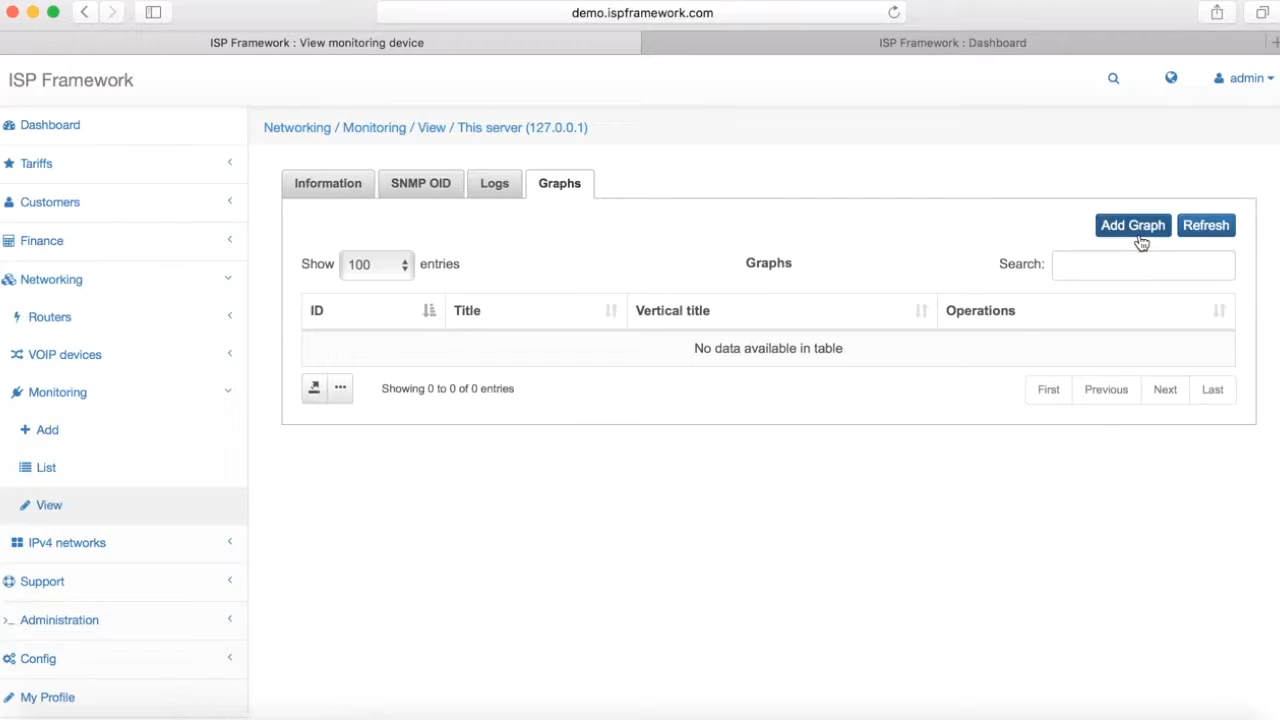 demo.ispframework.com
ISP Framework : View monitoring device
ISP Framework : Dashboard
ISP Framework
admin
Dashboard
Tariffs
Customers
Finance
Networking
Routers
VOIP devices
Monitoring
Add
List
View
IPv4 networks
Support
Administration
Config
My Profile
Networking / Monitoring / View / This server (127.0.0.1)
Information
SNMP OID
Logs
Graphs
Add Graph
Refresh
Show 100 entries
Graphs
Search:
ID
Title
Vertical title
Operations
No data available in table
Showing 0 to 0 of 0 entries
First
Previous
Next
Last